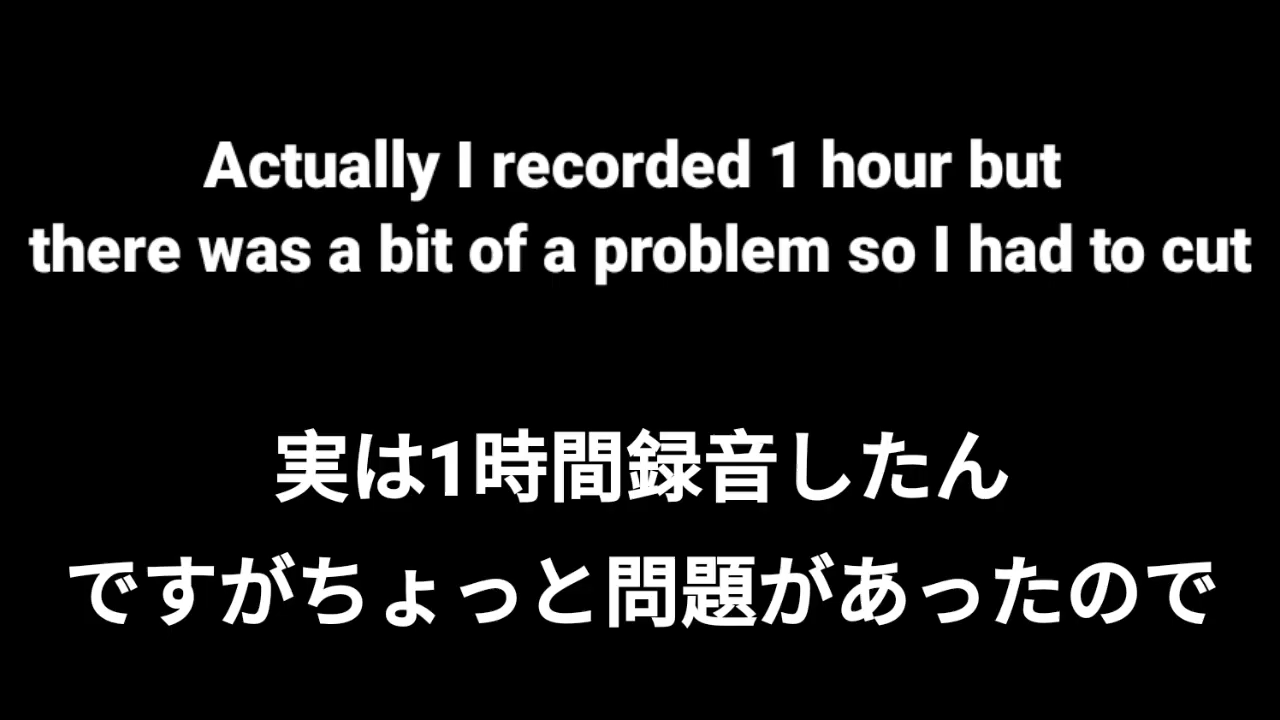 Actually I recorded 1 hour but
there was a bit of a problem so I had to cut
実は1時間録音したん
ですがちょっと問題があったので